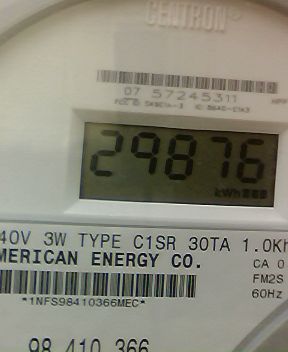 CENTRON®
07 57245311
29876
kWh
40V 3W TYPE C1SR 30TA 1.0Kh
MERICAN ENERGY CO.
CA 0
FM2S
60Hz
*1NFS98410366MEC*
98 410 366